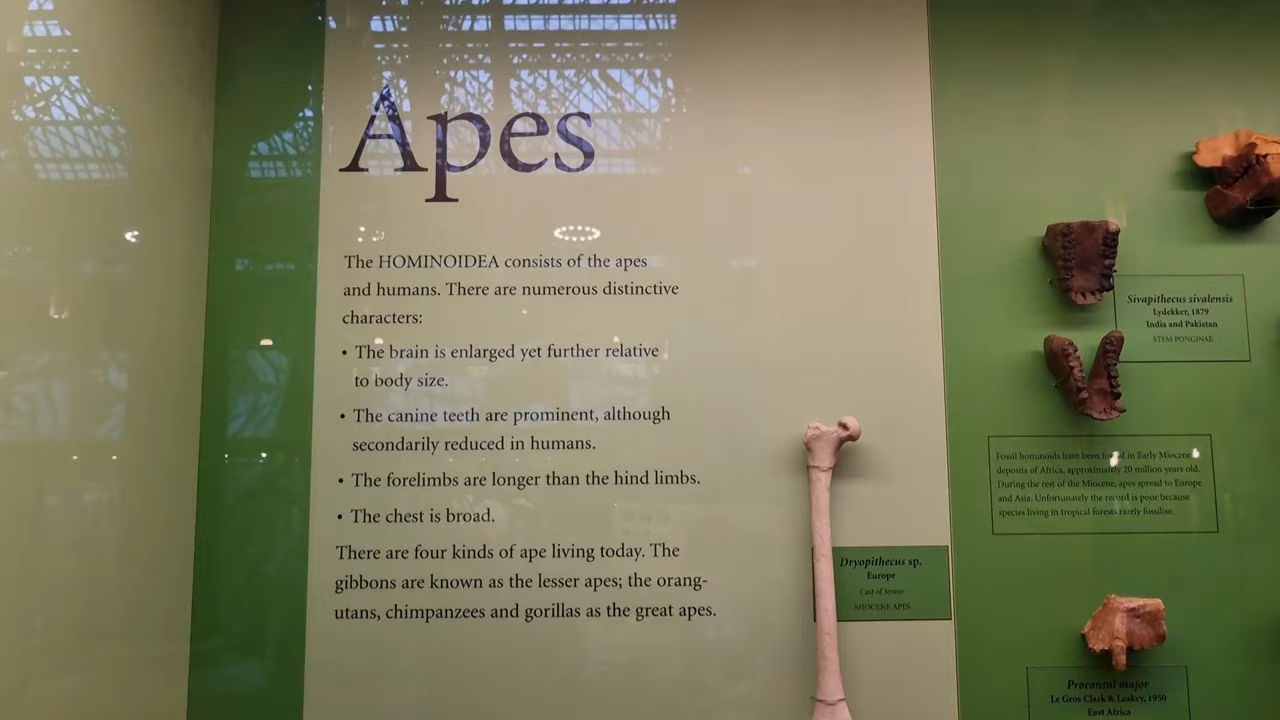 Apes
The HOMINOIDEA consists of the apes
and humans. There are numerous distinctive
characters:
• The brain is enlarged yet further relative
to body size.
• The canine teeth are prominent, although
secondarily reduced in humans.
• The forelimbs are longer than the hind limbs.
• The chest is broad.
There are four kinds of ape living today. The
gibbons are known as the lesser apes; the orang-
utans, chimpanzees and gorillas as the great apes.
Dryopithecus sp.
Europe
Cast of femur
MIOCENE APES
Sivapithecus sivalensis
Lydekker, 1879
India and Pakistan
STEM PONGINAE
Fossil hominoids have been found in Early Miocene
deposits of Africa, approximately 20 million years old.
During the rest of the Miocene, apes spread to Europe
and Asia. Unfortunately the record is poor because
species living in tropical forests rarely fossilise.
Proconsul major
Le Gros Clark & Leakey, 1950
East Africa